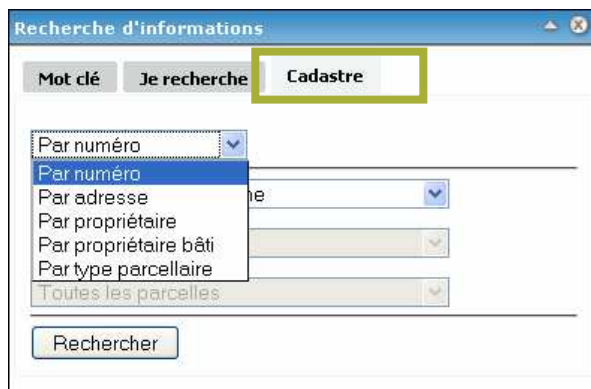 Recherche d'informations
Mot clé Je recherche Cadastre
Par numéro
Par numéro
Par adresse
Par propriétaire
Par propriétaire bâti
Par type parcellaire
Toutes les parcelles
Rechercher